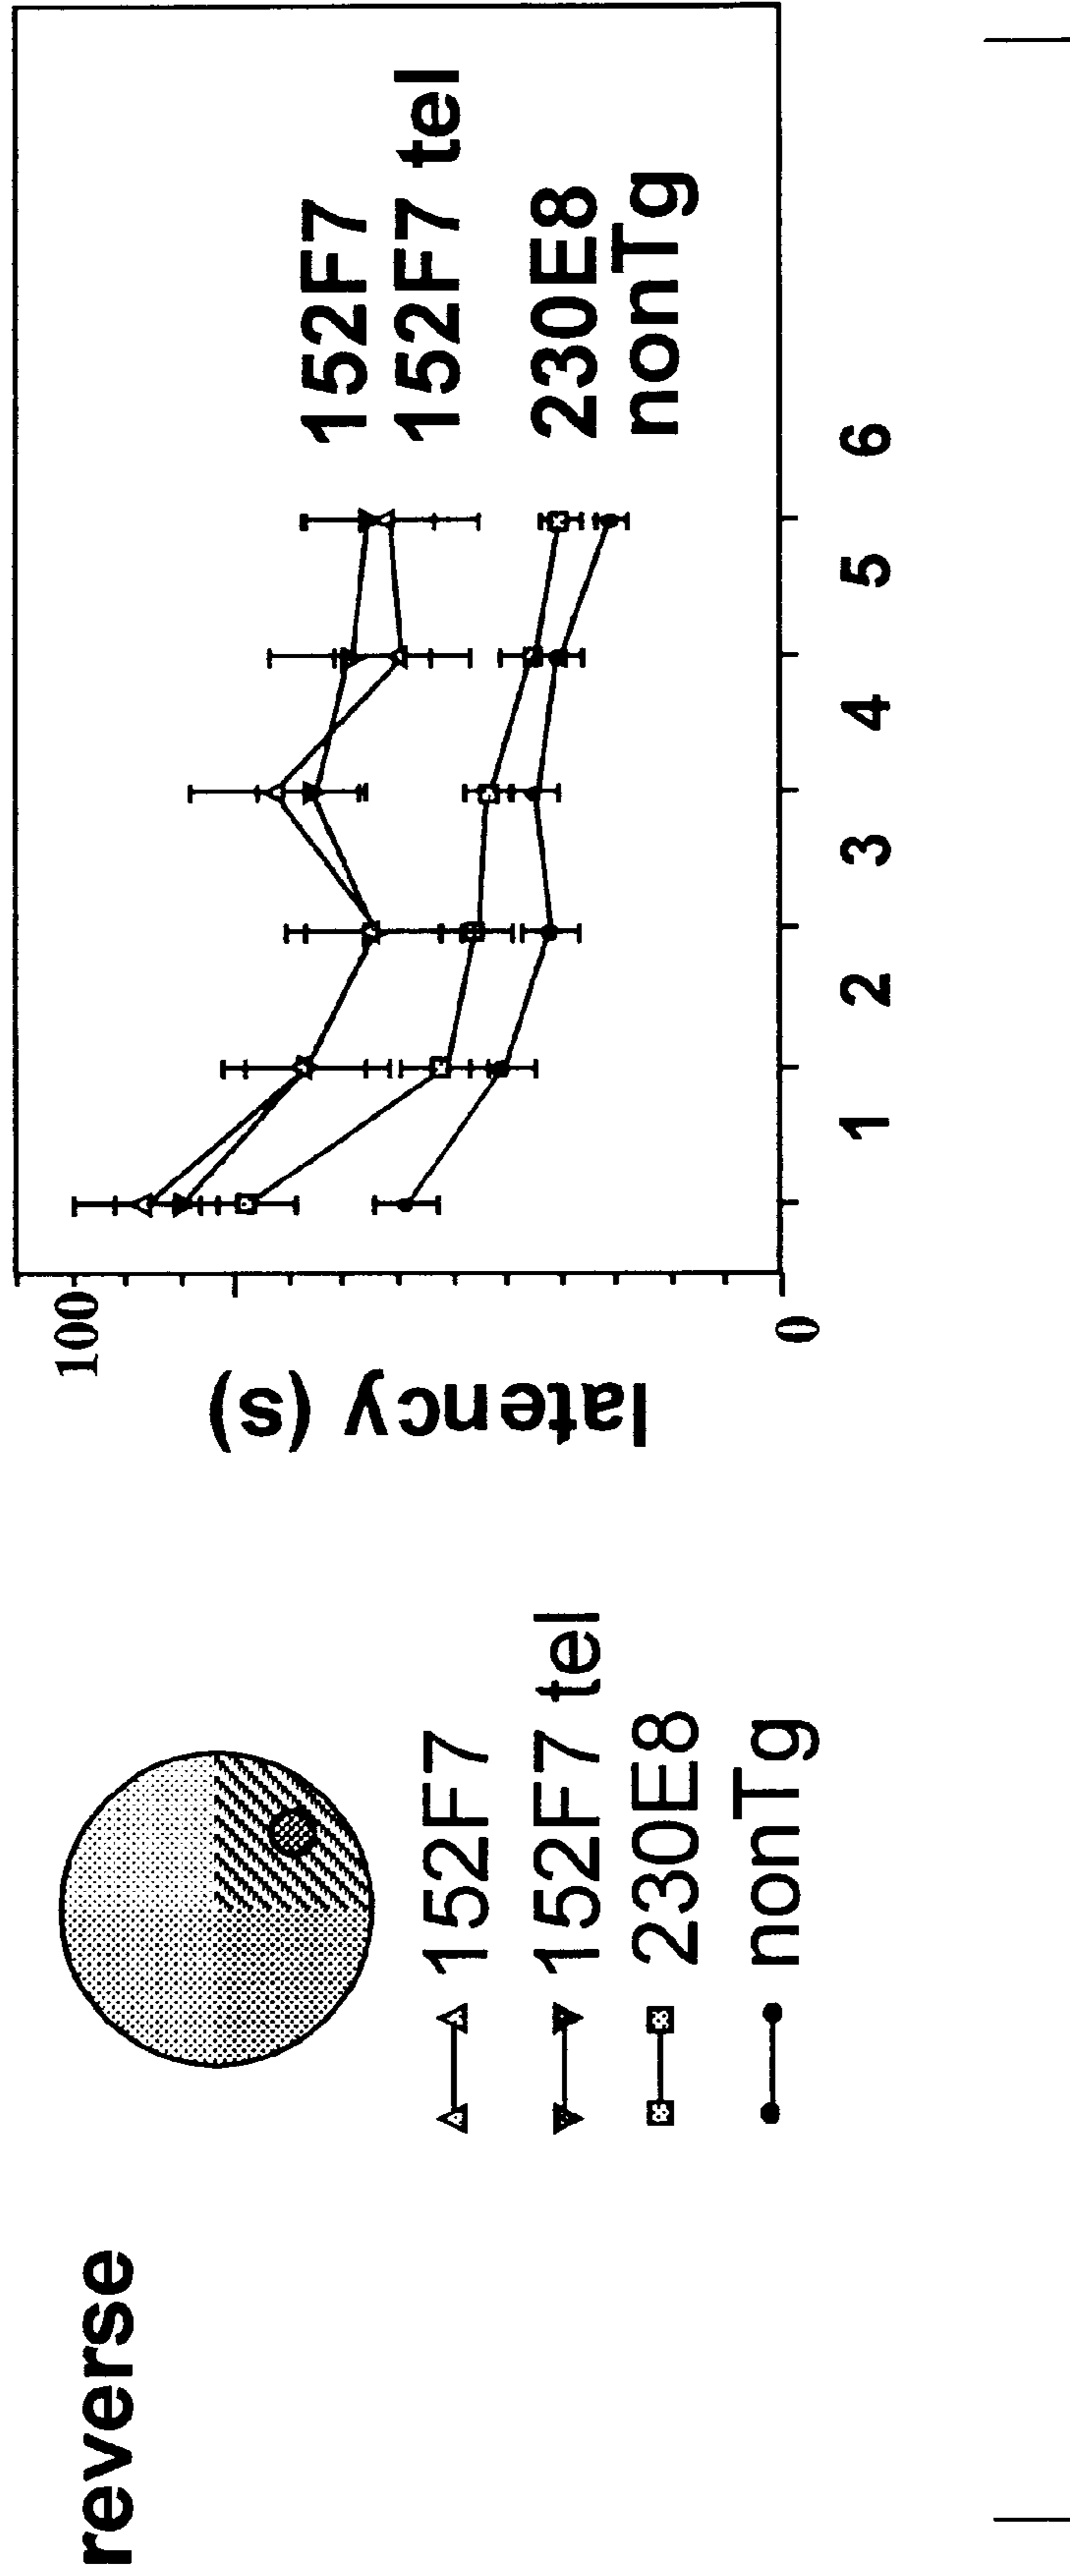 reverse
152F7
152F7 tel
230E8
nonTg
latency (s)
100
0
152F7
152F7 tel
230E8
nonTg
1 2 3 4 5 6